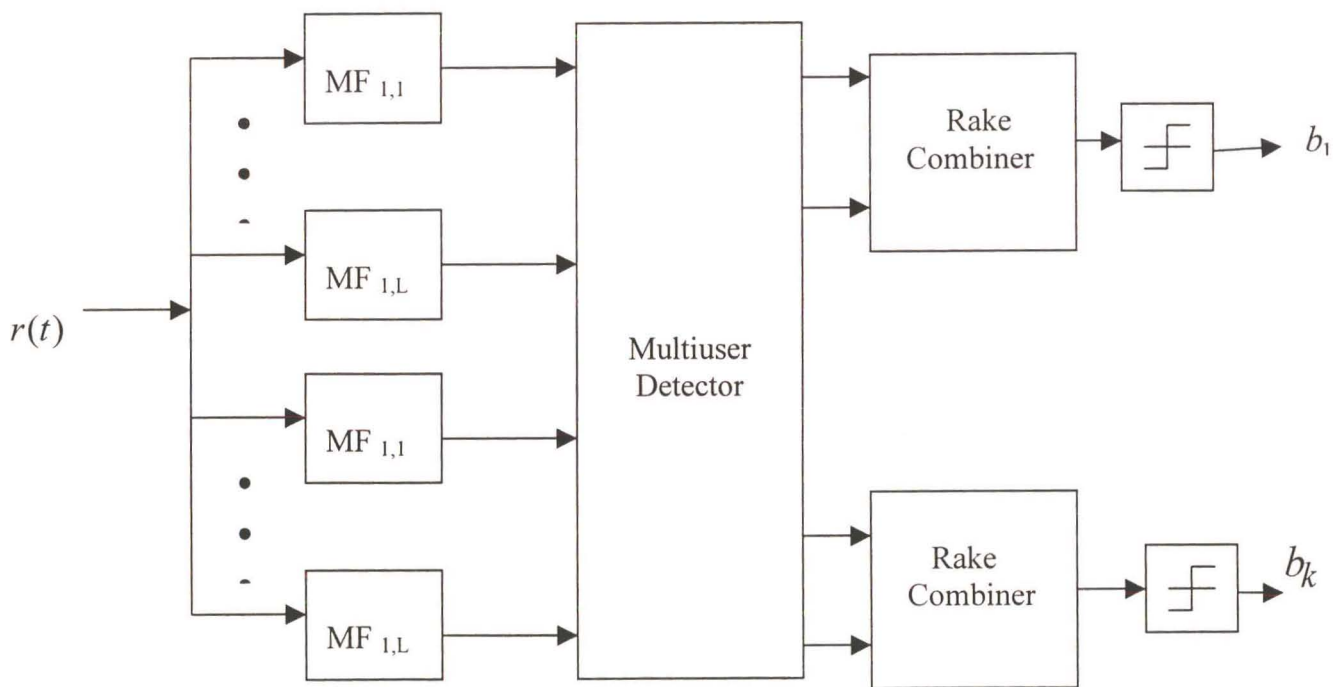 MF 1,1
MF 1,L
r(t)
MF 1,1
MF 1,L
Multiuser
Detector
Rake
Combiner
b1
Rake
Combiner
bk